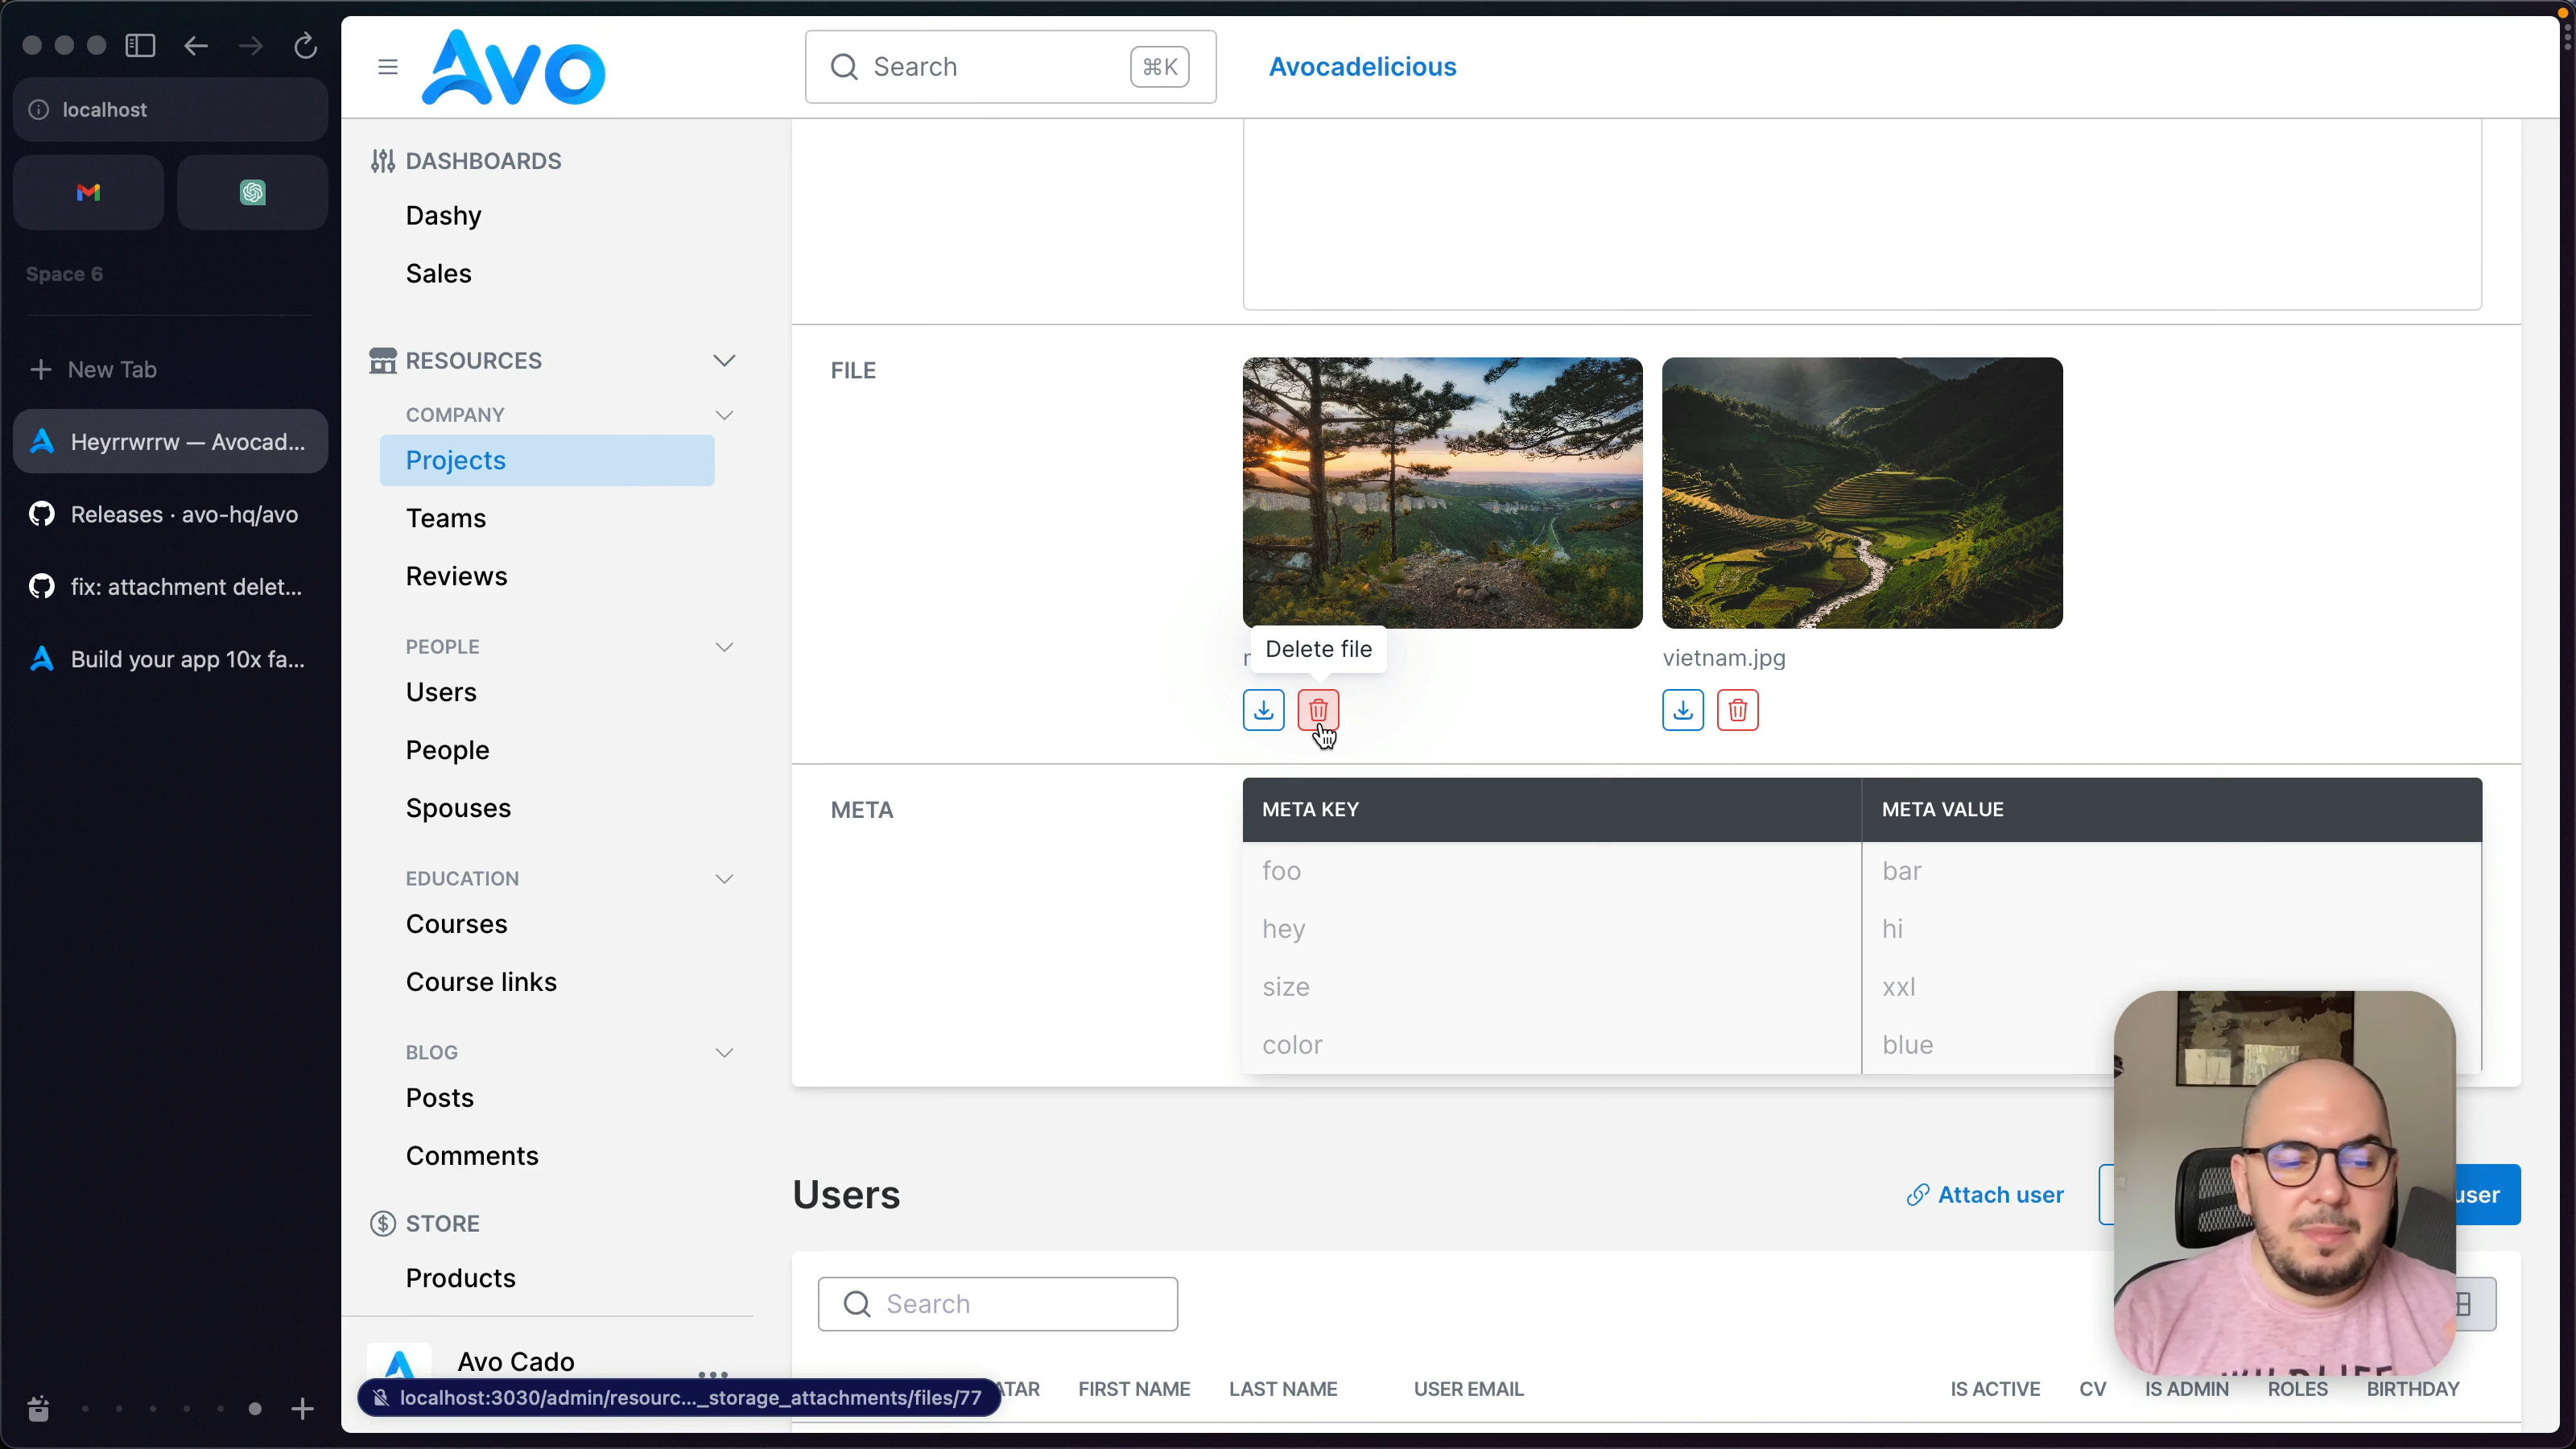 localhost
Space 6
New Tab
Heyrrwrrw — Avocad...
Releases · avo-hq/avo
fix: attachment delet...
Build your app 10x fa...
Avo
Search
⌘K
Avocadelicious
DASHBOARDS
Dashy
Sales
RESOURCES
COMPANY
Projects
Teams
Reviews
PEOPLE
Users
People
Spouses
EDUCATION
Courses
Course links
BLOG
Posts
Comments
STORE
Products
Avo Cado
localhost:3030/admin/resourc..._storage_attachments/files/77
FILE
Delete file
vietnam.jpg
META
META KEY
META VALUE
foo
bar
hey
hi
size
xxl
color
blue
Users
Attach user
user
Search
FIRST NAME
LAST NAME
USER EMAIL
IS ACTIVE
CV
IS ADMIN
ROLES
BIRTHDAY